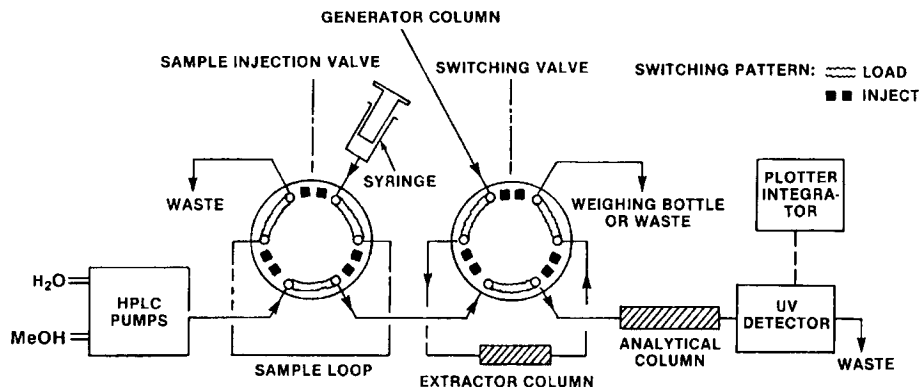 GENERATOR COLUMN
SAMPLE INJECTION VALVE
SWITCHING VALVE
SWITCHING PATTERN:
LOAD
INJECT
SYRINGE
WASTE
WEIGHING BOTTLE
OR WASTE
PLOTTER
INTEGRA-
TOR
H₂O
MeOH
HPLC
PUMPS
SAMPLE LOOP
EXTRACTOR COLUMN
ANALYTICAL
COLUMN
UV
DETECTOR
WASTE